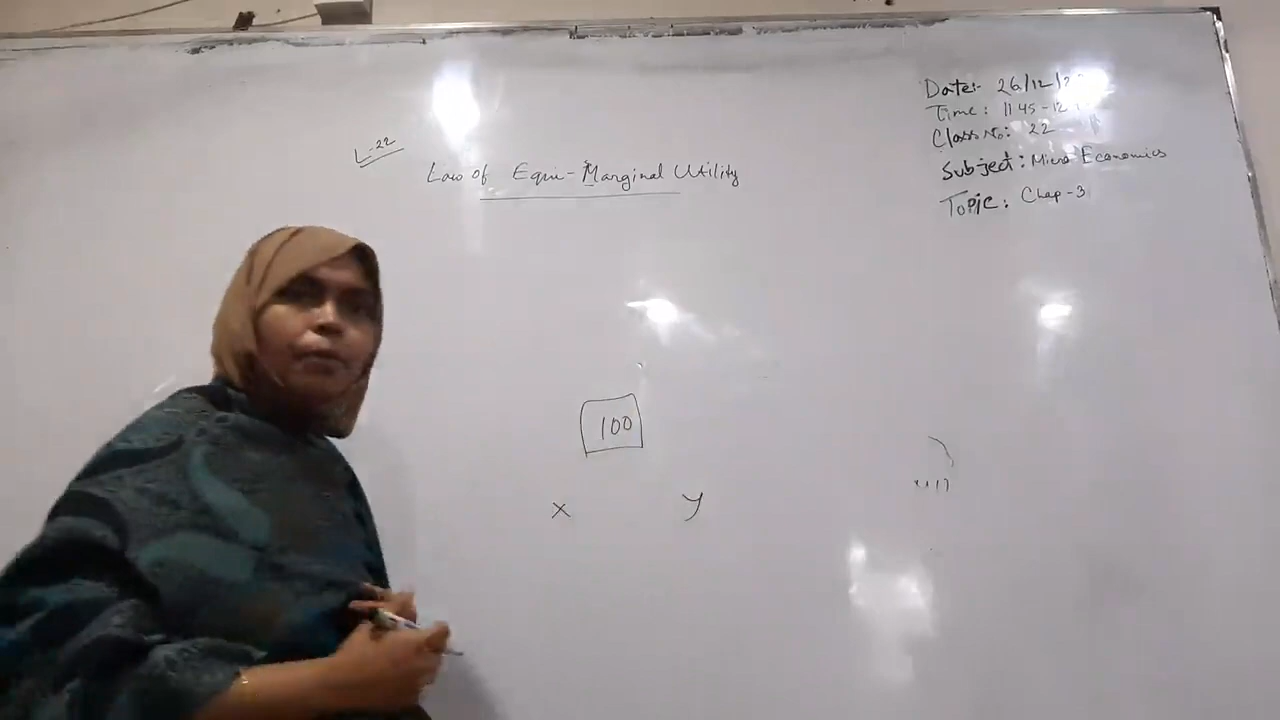 L-22
Law of Equi-Marginal Utility
Date:- 26/12/
Time: 11 45-12
Class No: 22
Subject: Micro Economics
Topic: Chap-3
100
x y